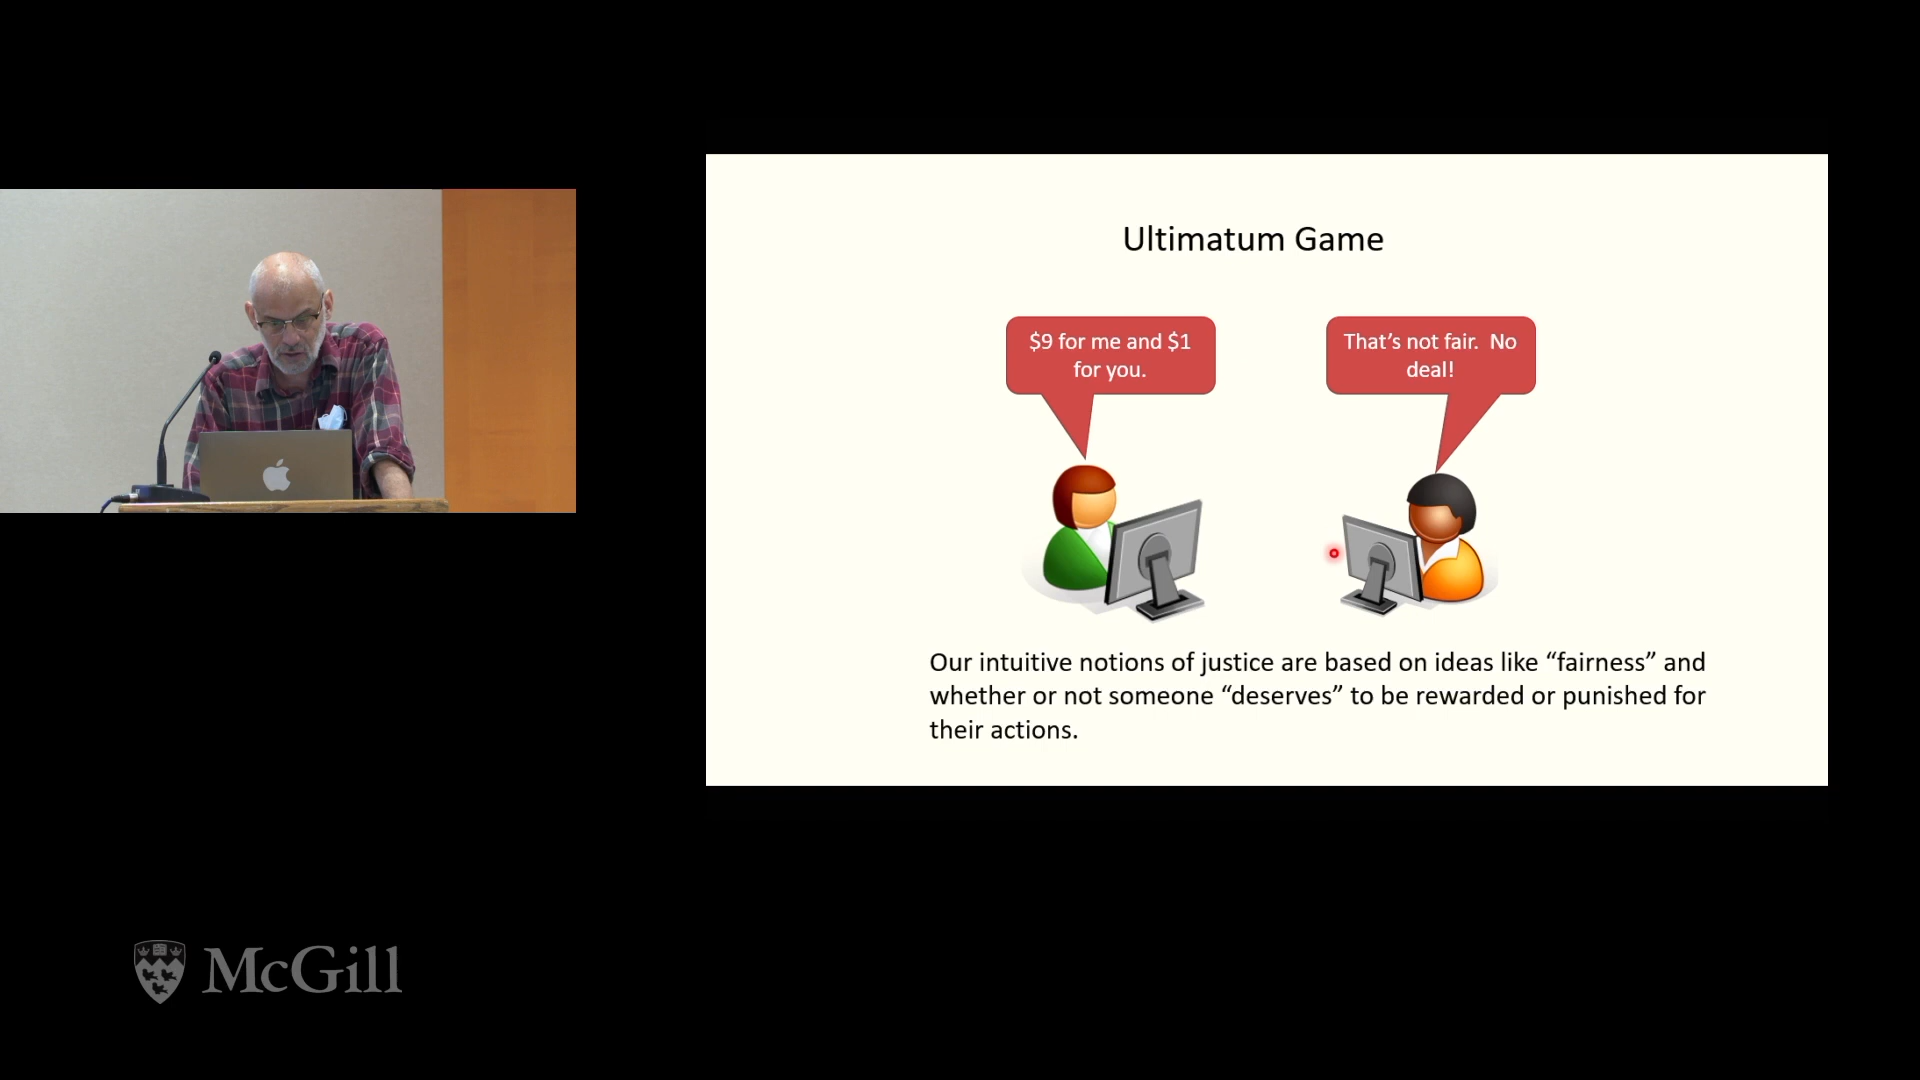 Ultimatum Game
$9 for me and $1
for you.
That’s not fair.  No
deal!
Our intuitive notions of justice are based on ideas like “fairness” and
whether or not someone “deserves” to be rewarded or punished for
their actions.
McGill